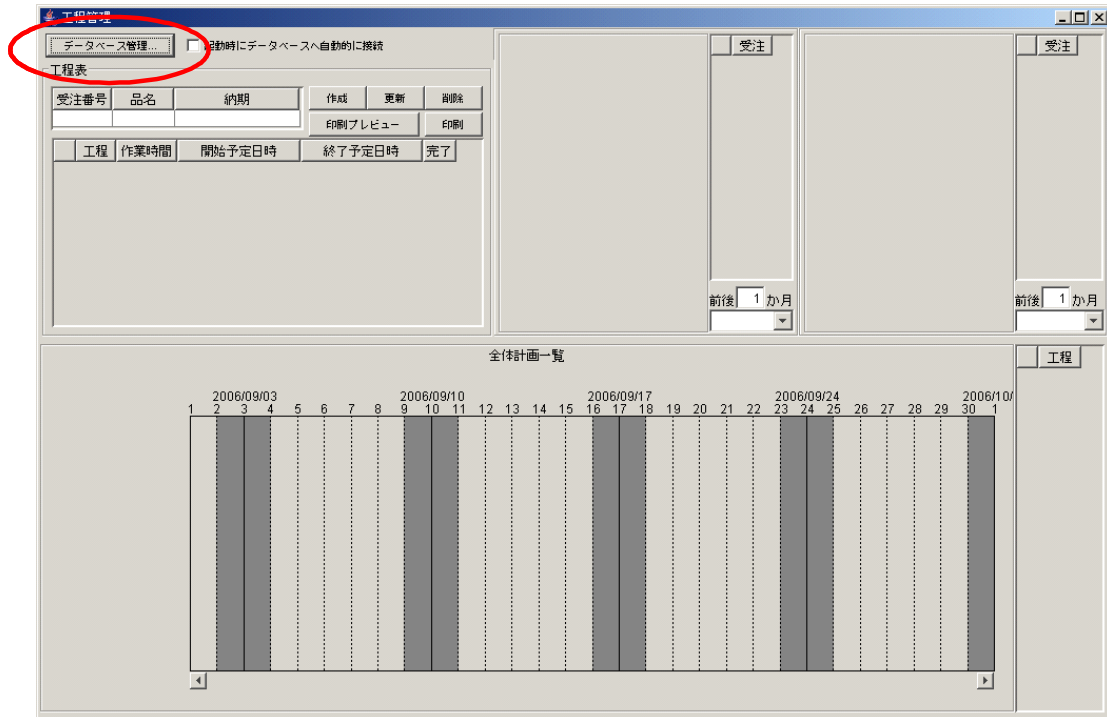 工程管理
データベース管理...
起動時にデータベースへ自動的に接続
工程表
受注番号 品名 納期
作成 更新 削除
印刷プレビュー 印刷
工程 作業時間 開始予定日時 終了予定日時 完了
受注
前後 1 か月
受注
前後 1 か月
全体計画一覧
2006/09/03 2006/09/10 2006/09/17 2006/09/24 2006/10/
1 2 3 4 5 6 7 8 9 10 11 12 13 14 15 16 17 18 19 20 21 22 23 24 25 26 27 28 29 30 1
工程